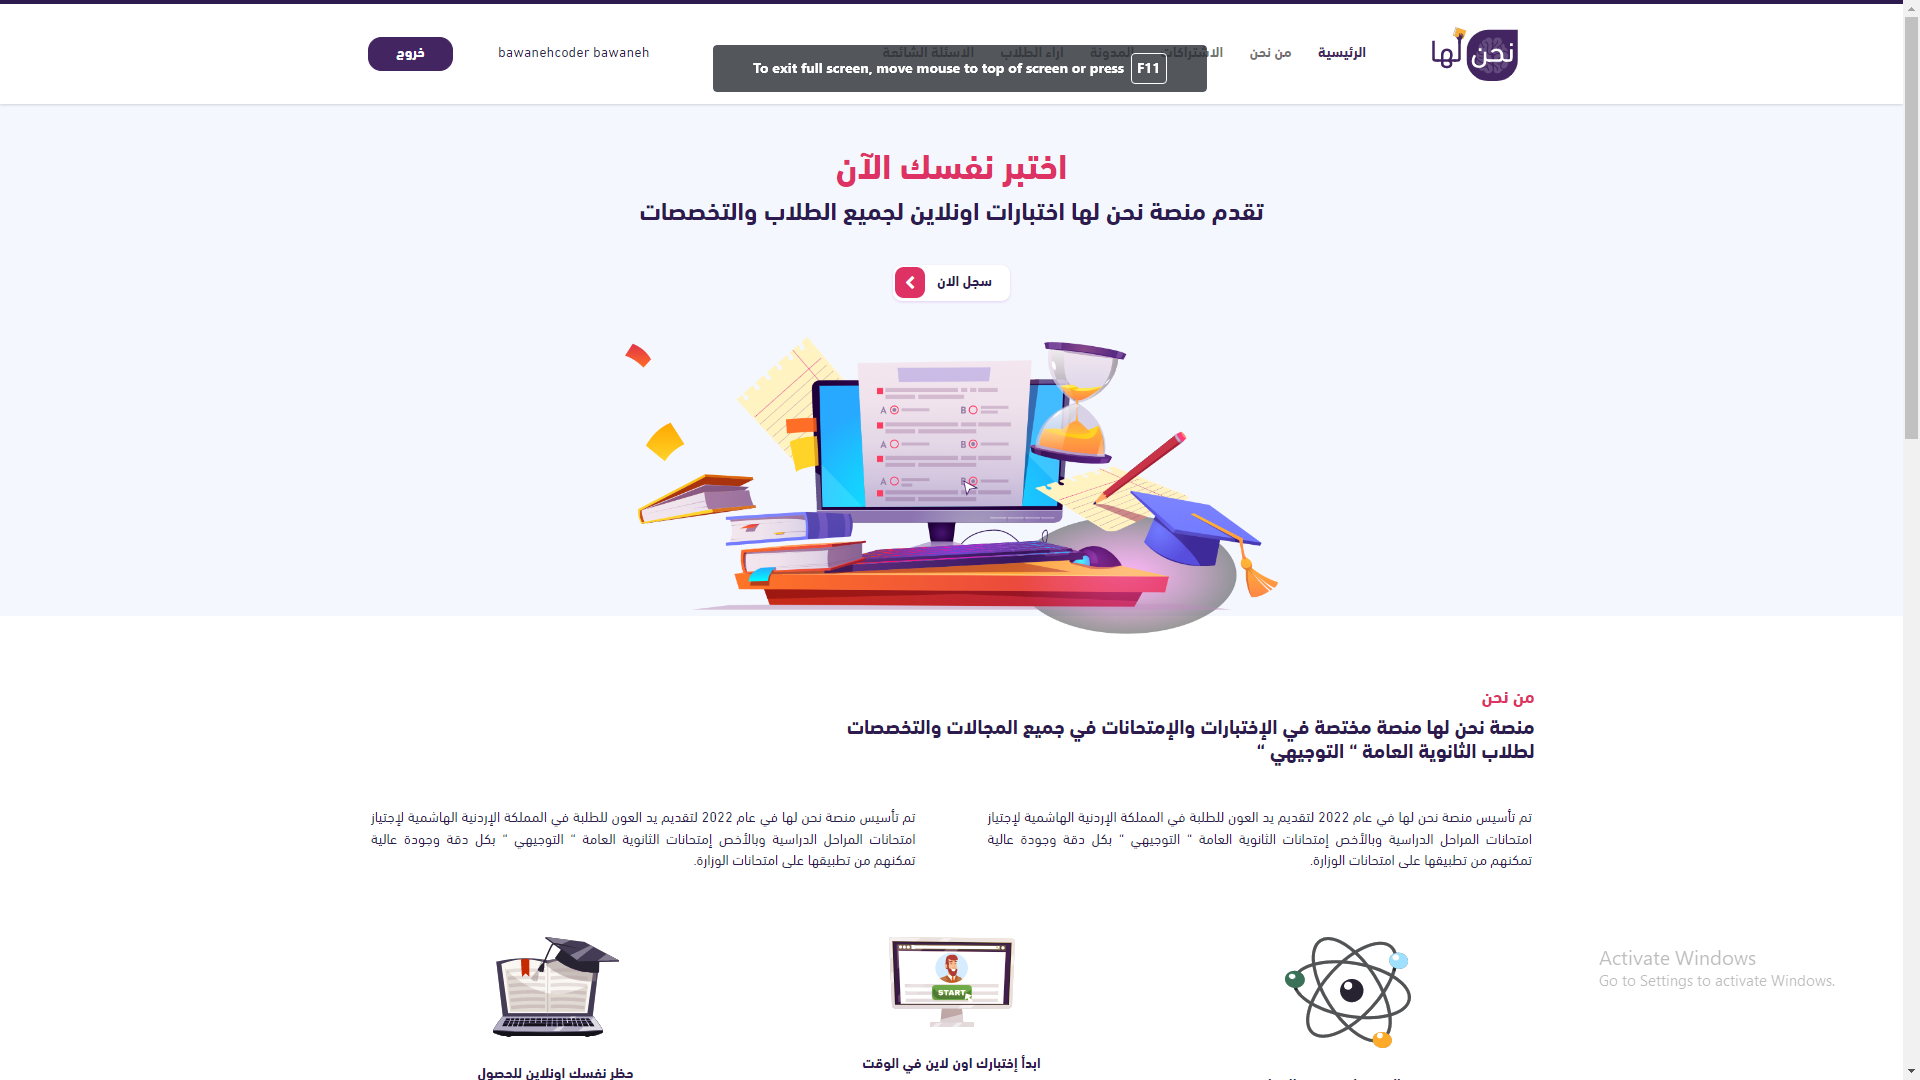 نحن لها
الرئيسية
من نحن
الاشتراكات
المدونة
اراء الطلاب
الاسئلة الشائعة
bawanehcoder bawaneh
خروج
To exit full screen, move mouse to top of screen or press F11
اختبر نفسك الآن
تقدم منصة نحن لها اختبارات اونلاين لجميع الطلاب والتخصصات
سجل الان
A B
A B
A B
من نحن
منصة نحن لها منصة مختصة في الإختبارات والإمتحانات في جميع المجالات والتخصصات
لطلاب الثانوية العامة “ التوجيهي “
تم تأسيس منصة نحن لها في عام 2022 لتقديم يد العون للطلبة في المملكة الإردنية الهاشمية لإجتياز
امتحانات المراحل الدراسية وبالأخص إمتحانات الثانوية العامة “ التوجيهي “ بكل دقة وجودة عالية
تمكنهم من تطبيقها على امتحانات الوزارة.
تم تأسيس منصة نحن لها في عام 2022 لتقديم يد العون للطلبة في المملكة الإردنية الهاشمية لإجتياز
امتحانات المراحل الدراسية وبالأخص إمتحانات الثانوية العامة “ التوجيهي “ بكل دقة وجودة عالية
تمكنهم من تطبيقها على امتحانات الوزارة.
START
ابدأ إختبارك اون لاين في الوقت
حظر نفسك اونلاين للحصول
Activate Windows
Go to Settings to activate Windows.